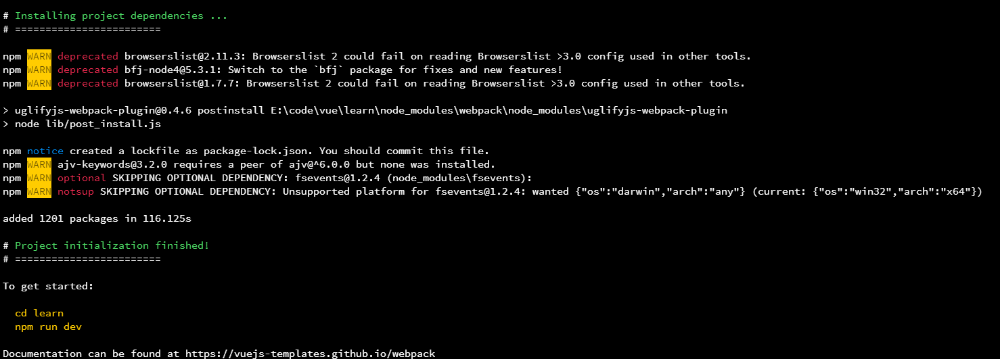 # Installing project dependencies ...
# ========================
npm WARN deprecated browserslist@2.11.3: Browserslist 2 could fail on reading Browserslist >3.0 config used in other tools.
npm WARN deprecated bfj-node4@5.3.1: Switch to the `bfj` package for fixes and new features!
npm WARN deprecated browserslist@1.7.7: Browserslist 2 could fail on reading Browserslist >3.0 config used in other tools.
> uglifyjs-webpack-plugin@0.4.6 postinstall E:\code\vue\learn\node_modules\webpack\node_modules\uglifyjs-webpack-plugin
> node lib/post_install.js
npm notice created a lockfile as package-lock.json. You should commit this file.
npm WARN ajv-keywords@3.2.0 requires a peer of ajv@^6.0.0 but none was installed.
npm WARN optional SKIPPING OPTIONAL DEPENDENCY: fsevents@1.2.4 (node_modules\fsevents):
npm WARN notsup SKIPPING OPTIONAL DEPENDENCY: Unsupported platform for fsevents@1.2.4: wanted {"os":"darwin","arch":"any"} (current: {"os":"win32","arch":"x64"})
added 1201 packages in 116.125s
# Project initialization finished!
# ========================
To get started:
cd learn
npm run dev
Documentation can be found at https://vuejs-templates.github.io/webpack